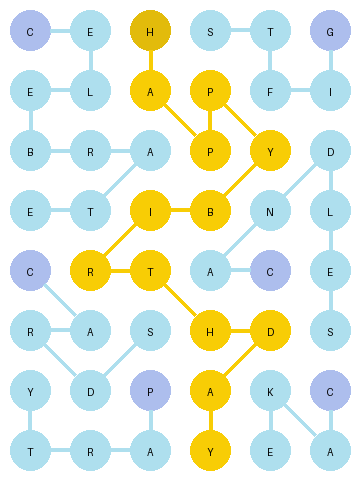 C E H S T G
E L A P F I
B R A P Y D
E T I B N L
C R T A C E
R A S H D S
Y D P A K C
T R A Y E A